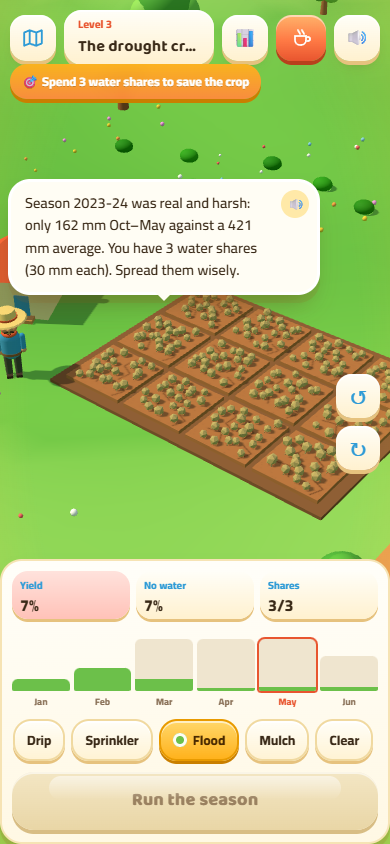 Level 3
The drought cr...
Spend 3 water shares to save the crop
Season 2023-24 was real and harsh:
only 162 mm Oct–May against a 421
mm average. You have 3 water shares
(30 mm each). Spread them wisely.
Yield
7%
No water
7%
Shares
3/3
Jan Feb Mar Apr May Jun
Drip Sprinkler Flood Mulch Clear
Run the season